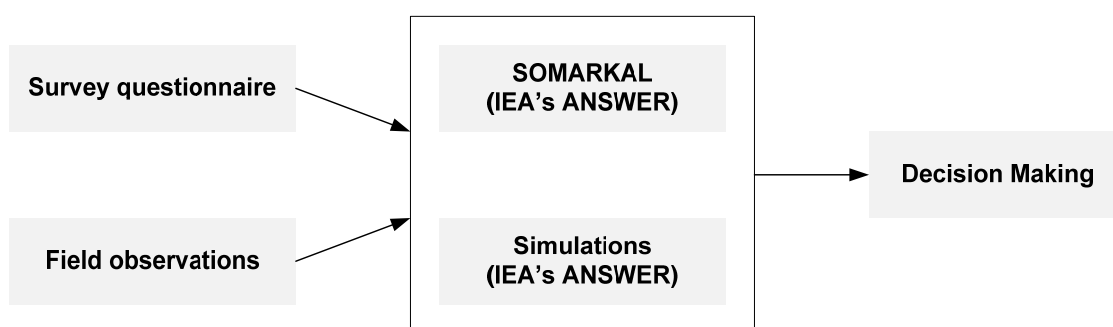 Survey questionnaire
SOMARKAL
(IEA's ANSWER)
Decision Making
Field observations
Simulations
(IEA's ANSWER)